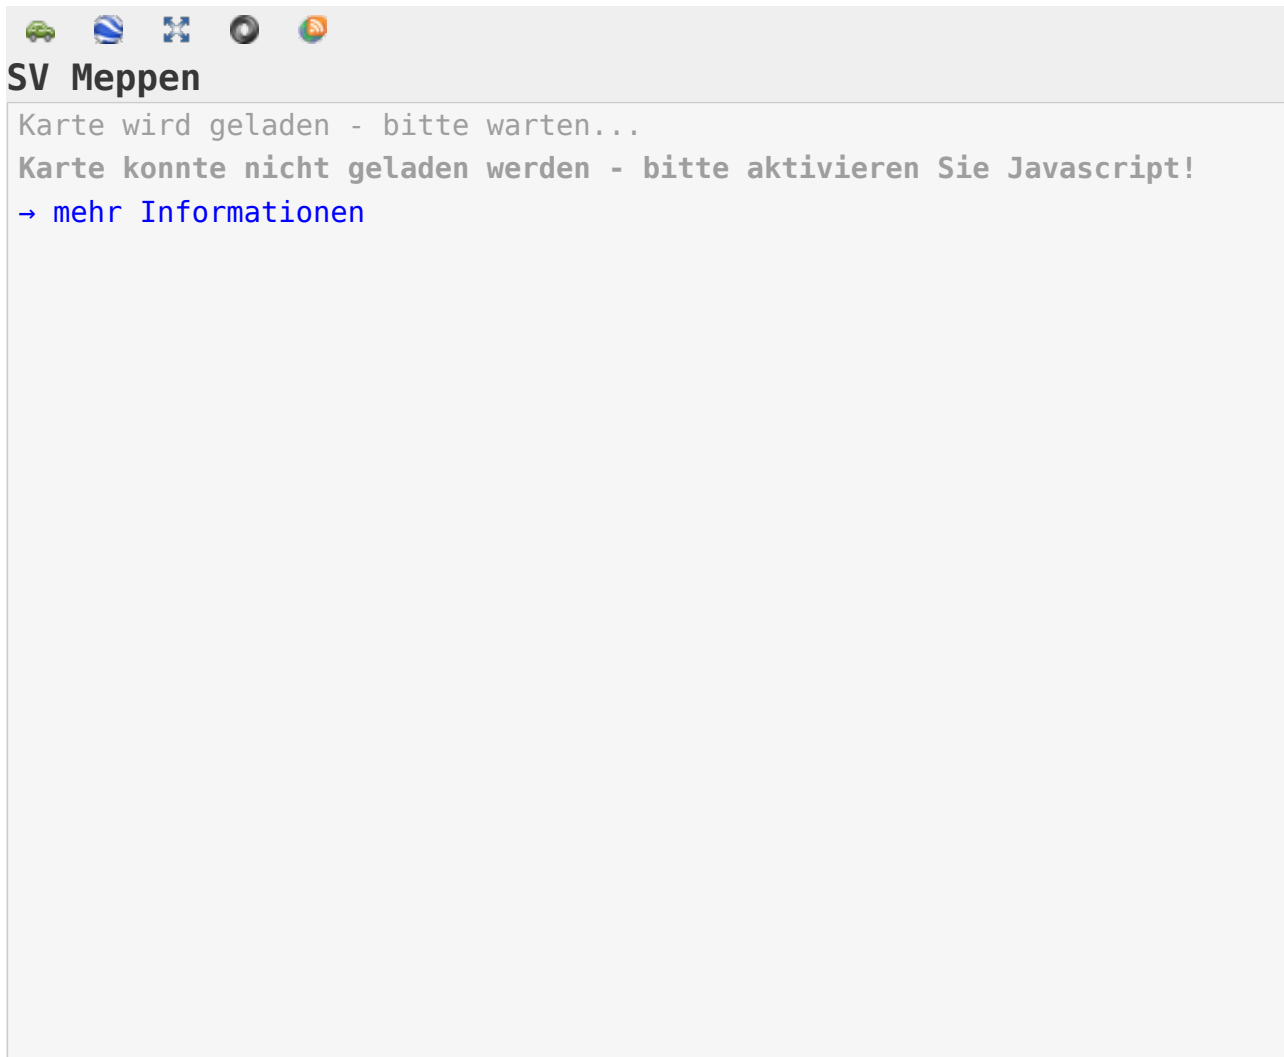 SV Meppen
Karte wird geladen - bitte warten...
Karte konnte nicht geladen werden - bitte aktivieren Sie Javascript!
→ mehr Informationen